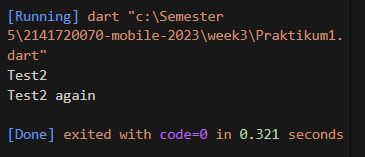 [Running] dart "c:\Semester
5\2141720070-mobile-2023\week3\Praktikum1.
dart"
Test2
Test2 again
[Done] exited with code=0 in 0.321 seconds